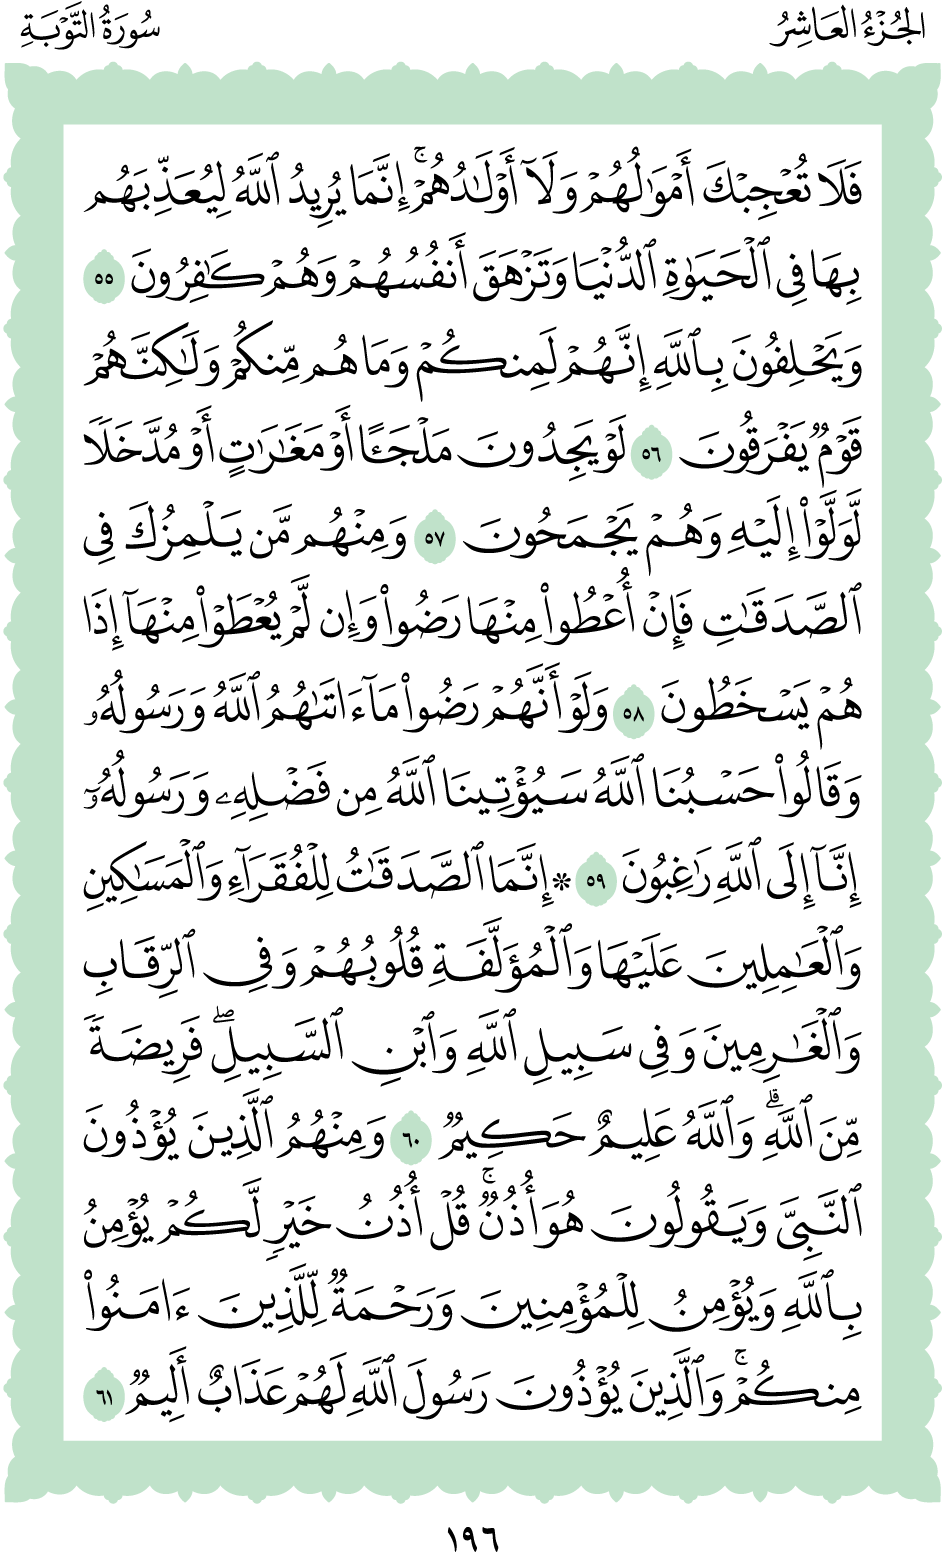 الجُزْءُ العَاشِرُ
سُورَةُ التَّوْبَةِ
فَلَا تُعۡجِبۡكَ أَمۡوَٰلُهُمۡ وَلَآ أَوۡلَٰدُهُمۡۚ إِنَّمَا يُرِيدُ ٱللَّهُ لِيُعَذِّبَهُم
بِهَا فِي ٱلۡحَيَوٰةِ ٱلدُّنۡيَا وَتَزۡهَقَ أَنفُسُهُمۡ وَهُمۡ كَٰفِرُونَ ٥٥
وَيَحۡلِفُونَ بِٱللَّهِ إِنَّهُمۡ لَمِنكُمۡ وَمَا هُم مِّنكُمۡ وَلَٰكِنَّهُمۡ
قَوۡمٞ يَفۡرَقُونَ ٥٦ لَوۡ يَجِدُونَ مَلۡجَـًٔا أَوۡ مَغَٰرَٰتٍ أَوۡ مُدَّخَلٗا
لَّوَلَّوۡاْ إِلَيۡهِ وَهُمۡ يَجۡمَحُونَ ٥٧ وَمِنۡهُم مَّن يَلۡمِزُكَ فِي
ٱلصَّدَقَٰتِ فَإِنۡ أُعۡطُواْ مِنۡهَا رَضُواْ وَإِن لَّمۡ يُعۡطَوۡاْ مِنۡهَآ إِذَا
هُمۡ يَسۡخَطُونَ ٥٨ وَلَوۡ أَنَّهُمۡ رَضُواْ مَآ ءَاتَىٰهُمُ ٱللَّهُ وَرَسُولُهُۥ
وَقَالُواْ حَسۡبُنَا ٱللَّهُ سَيُؤۡتِينَا ٱللَّهُ مِن فَضۡلِهِۦ وَرَسُولُهُۥٓ
إِنَّآ إِلَى ٱللَّهِ رَٰغِبُونَ ٥٩ ۞ إِنَّمَا ٱلصَّدَقَٰتُ لِلۡفُقَرَآءِ وَٱلۡمَسَٰكِينِ
وَٱلۡعَٰمِلِينَ عَلَيۡهَا وَٱلۡمُؤَلَّفَةِ قُلُوبُهُمۡ وَفِي ٱلرِّقَابِ
وَٱلۡغَٰرِمِينَ وَفِي سَبِيلِ ٱللَّهِ وَٱبۡنِ ٱلسَّبِيلِۖ فَرِيضَةٗ
مِّنَ ٱللَّهِۗ وَٱللَّهُ عَلِيمٌ حَكِيمٞ ٦٠ وَمِنۡهُمُ ٱلَّذِينَ يُؤۡذُونَ
ٱلنَّبِيَّ وَيَقُولُونَ هُوَ أُذُنٞۚ قُلۡ أُذُنُ خَيۡرٖ لَّكُمۡ يُؤۡمِنُ
بِٱللَّهِ وَيُؤۡمِنُ لِلۡمُؤۡمِنِينَ وَرَحۡمَةٞ لِّلَّذِينَ ءَامَنُواْ
مِنكُمۡۚ وَٱلَّذِينَ يُؤۡذُونَ رَسُولَ ٱللَّهِ لَهُمۡ عَذَابٌ أَلِيمٞ ٦١
١٩٦